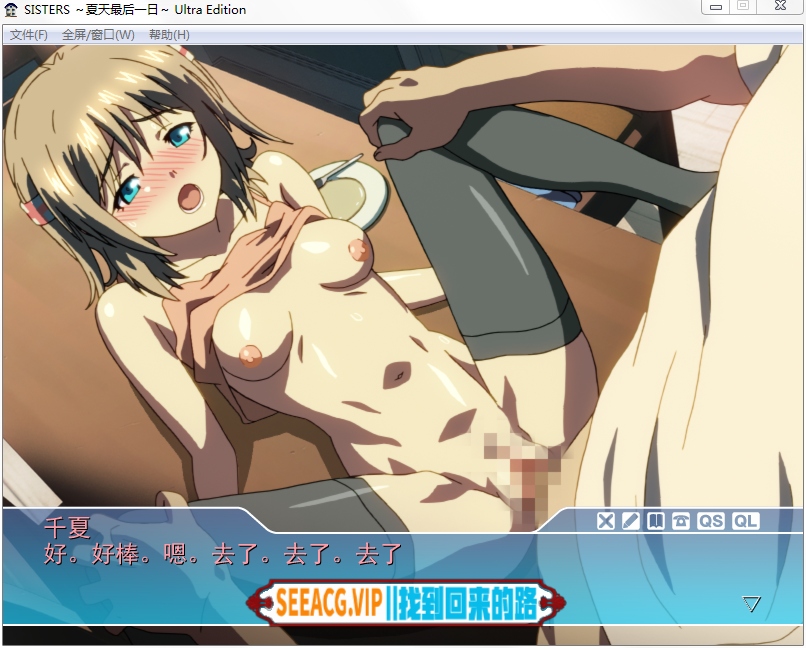 SISTERS ~夏天最后一日~ Ultra Edition
文件(F) 全屏/窗口(W) 帮助(H)
QS QL
千夏
好。好棒。嗯。去了。去了。去了
SEEACG.VIP||找到回来的路